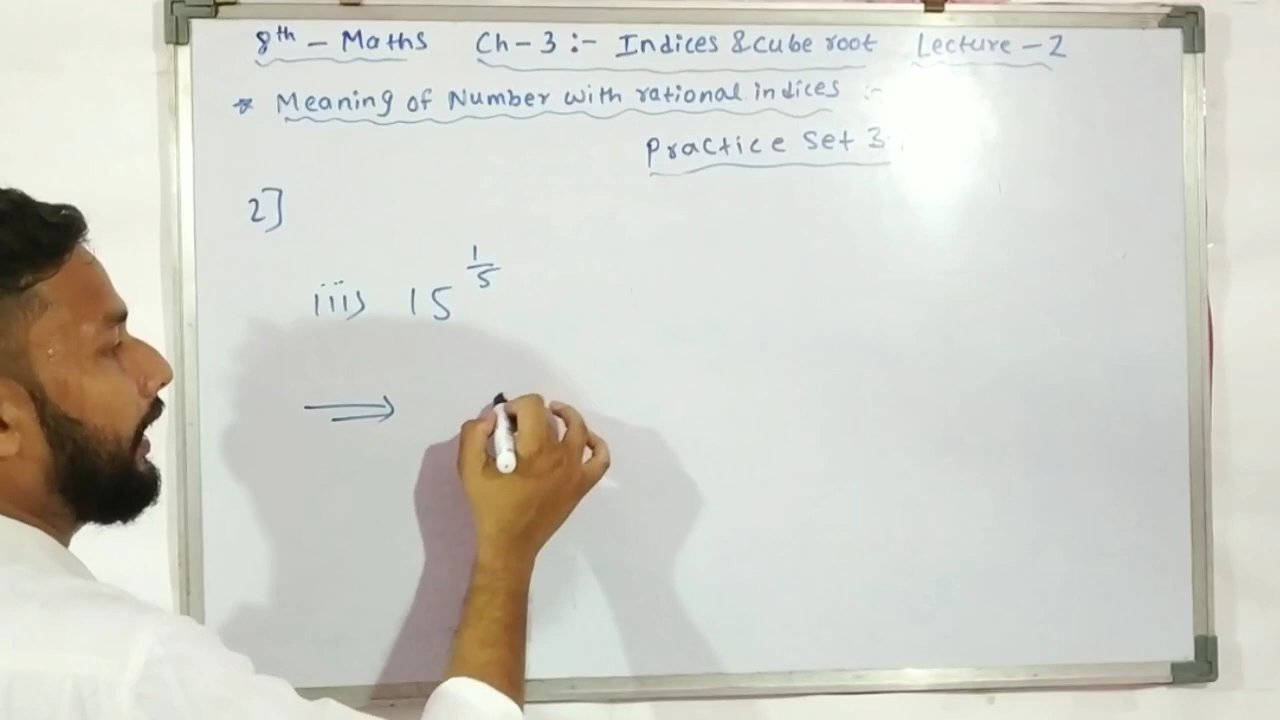 8th - Maths Ch-3 :- Indices & cube root Lecture - 2
* Meaning of Number with rational indices :-
Practice Set 3.
2]
iii) 15^1/5
⟹